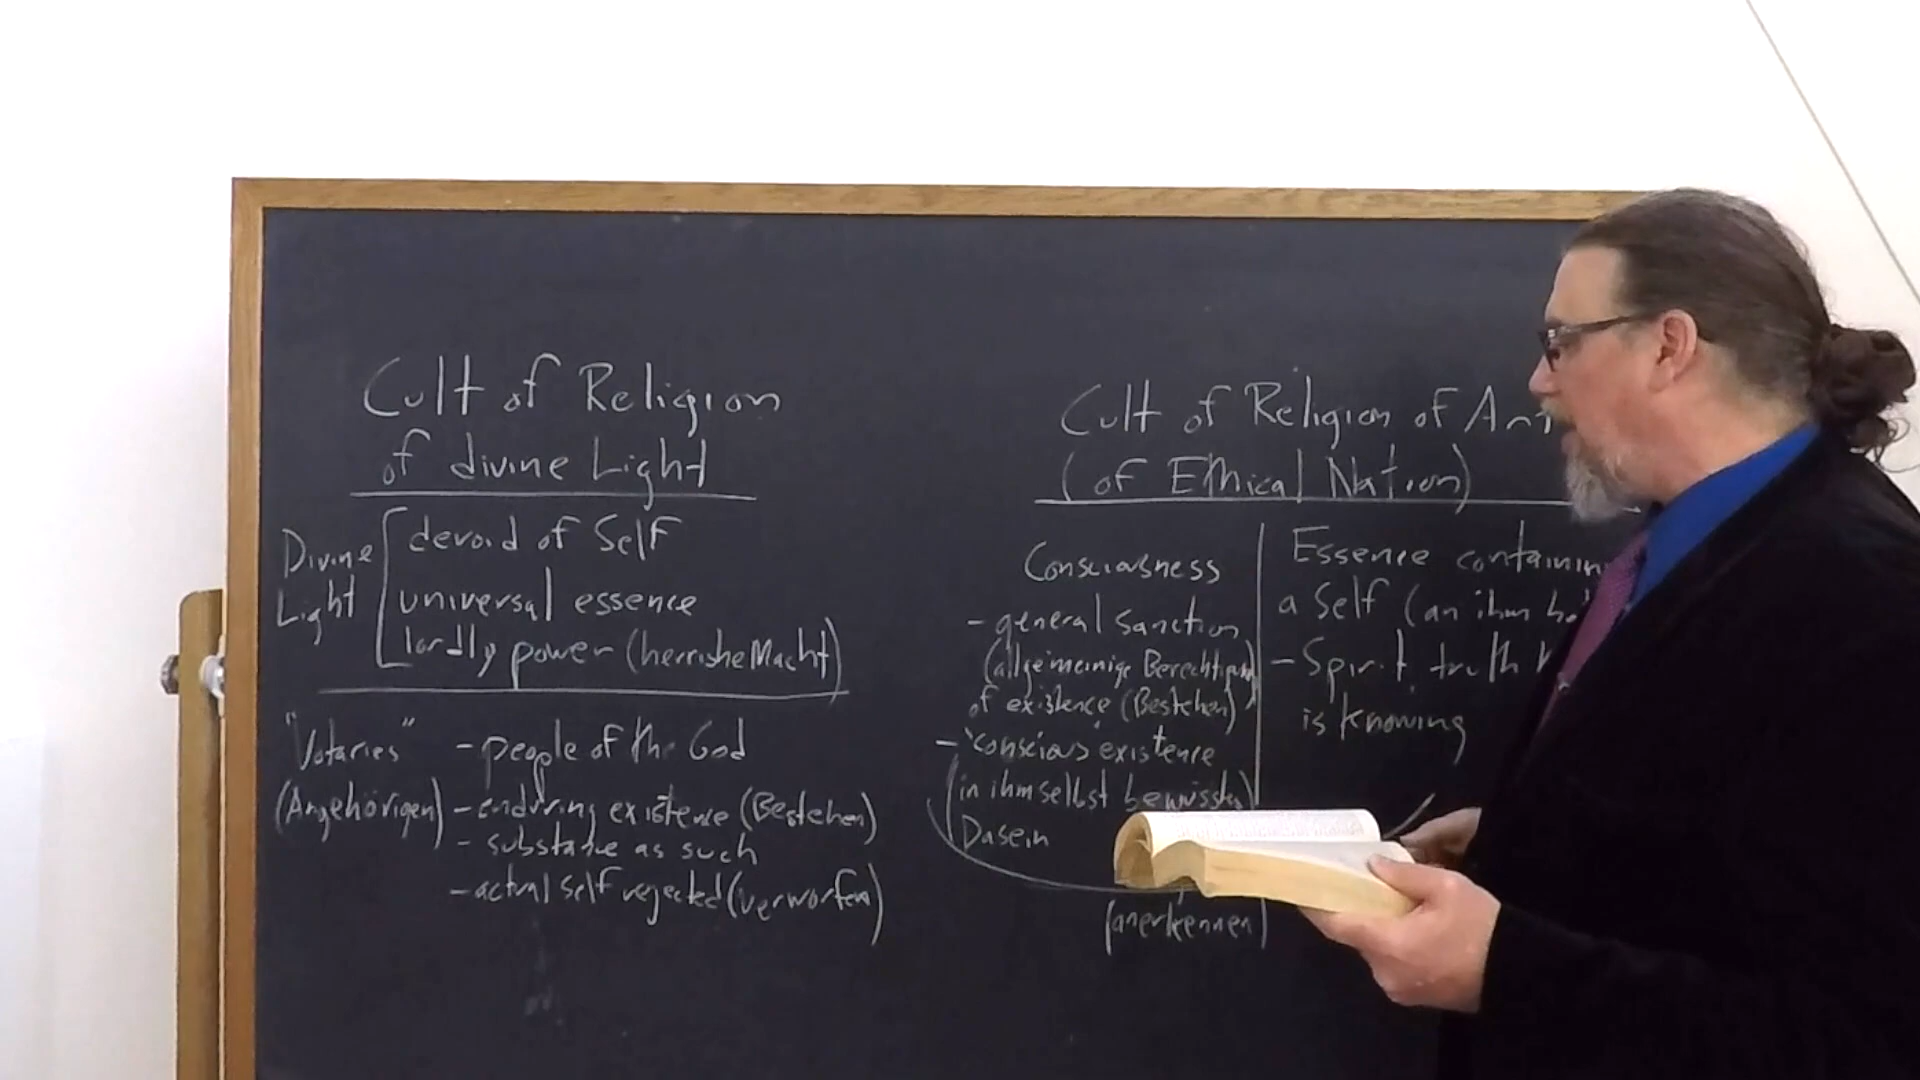 Cult of Religion
of divine Light
Divine
Light
devoid of Self
universal essence
lordly power (herrishe Macht)
"Votaries"
(Angehörigen)
- people of the God
- enduring existence (Bestehen)
- substance as such
- actual self rejected (verworfen)
Cult of Religion of Art
(of Ethical Nation)
Consciousness
- general sanction
(allgemeinige Berechtigung)
of existence (Bestehen)
- 'conscious' existence
(in ihm selbst bewusstes)
Dasein
(anerkennen)
Essence containin
a Self (an ihm ha
- Spirit, truth
is knowing